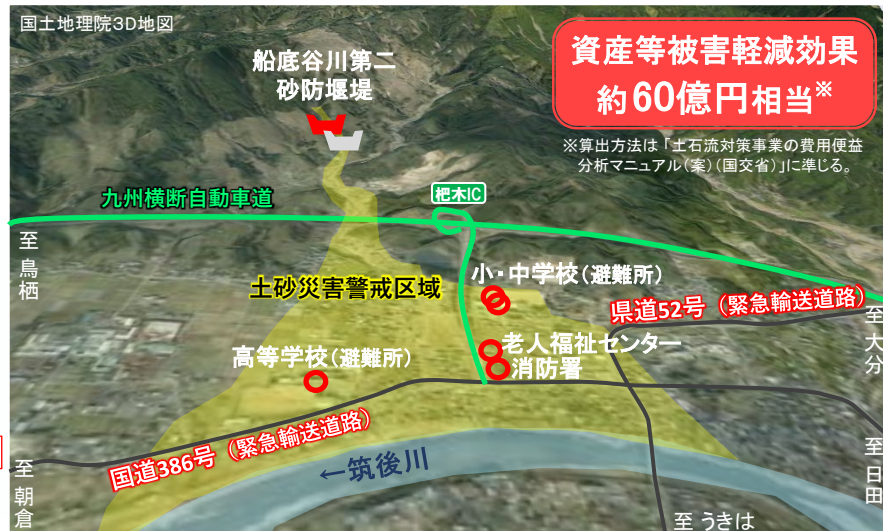 国土地理院3D地図
資産等被害軽減効果
約60億円相当※
※算出方法は「土石流対策事業の費用便益
分析マニュアル(案)(国交省)」に準じる。
船底谷川第二
砂防堰堤
九州横断自動車道
杷木IC
至鳥栖
土砂災害警戒区域
小・中学校(避難所)
県道52号(緊急輸送道路)
至大分
老人福祉センター
消防署
高等学校(避難所)
国道386号(緊急輸送道路)
←筑後川
至朝倉
至日田
至 うきは